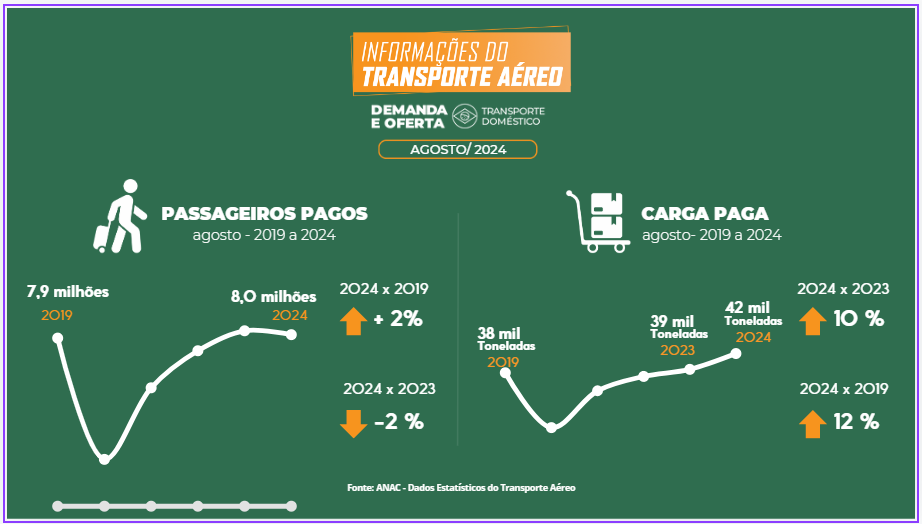 INFORMAÇÕES DO
TRANSPORTE AÉREO
DEMANDA
E OFERTA
TRANSPORTE
DOMÉSTICO
AGOSTO/ 2024
PASSAGEIROS PAGOS
agosto - 2019 a 2024
7,9 milhões
2019
8,0 milhões
2024
2024 x 2019
+ 2%
2024 x 2023
-2 %
CARGA PAGA
agosto- 2019 a 2024
38 mil
Toneladas
2019
39 mil
Toneladas
2023
42 mil
Toneladas
2024
2024 x 2023
10 %
2024 x 2019
12 %
Fonte: ANAC - Dados Estatísticos do Transporte Aéreo